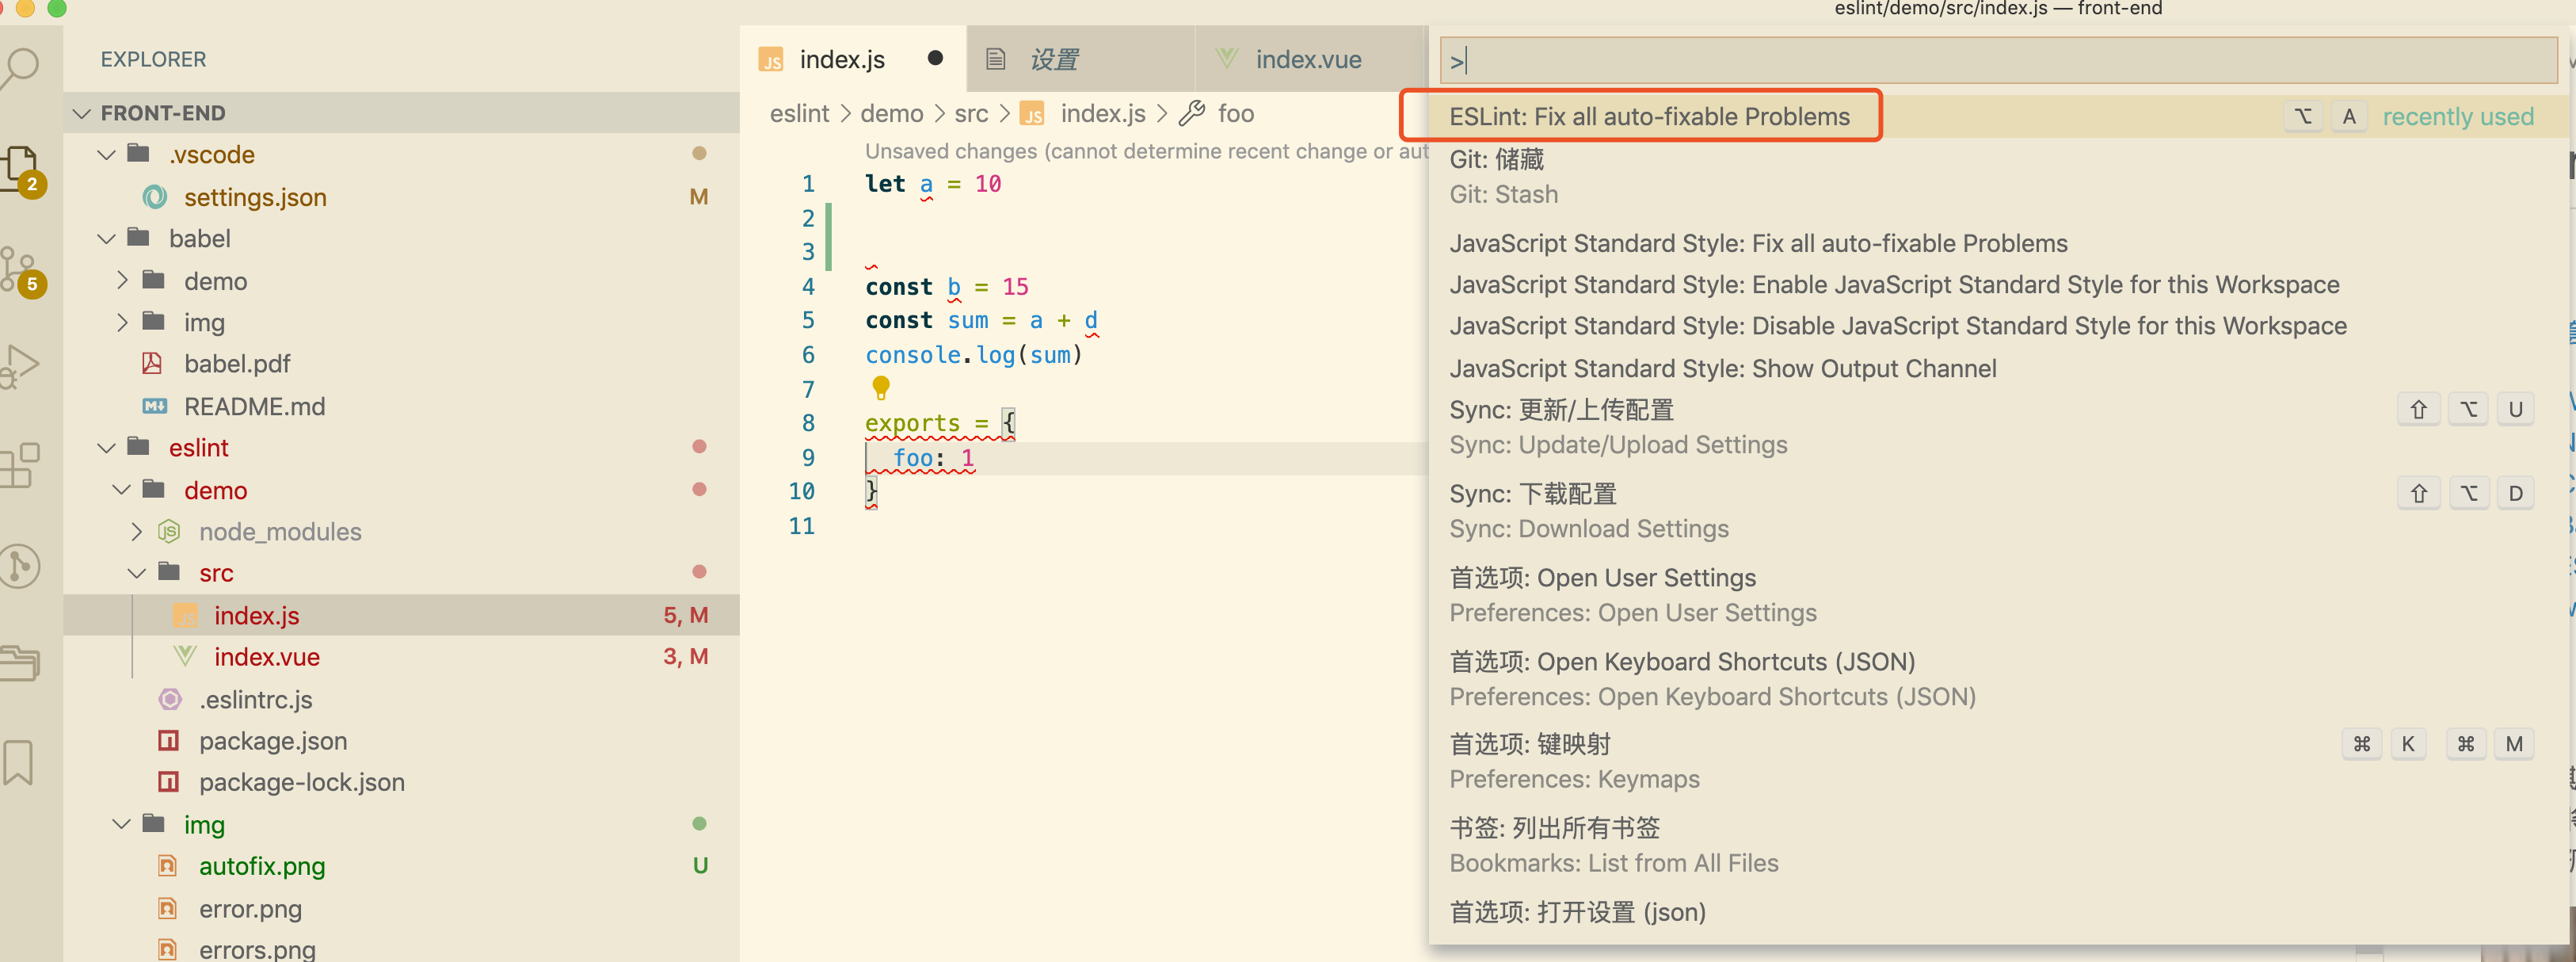 eslint/demo/src/index.js — front-end
EXPLORER
FRONT-END
.vscode
settings.json M
babel
demo
img
babel.pdf
README.md
eslint
demo
node_modules
src
index.js 5, M
index.vue 3, M
.eslintrc.js
package.json
package-lock.json
img
autofix.png U
error.png
errors.png
2
5
index.js
设置
index.vue
eslint > demo > src > index.js > foo
Unsaved changes (cannot determine recent change or aut
1 let a = 10
2
3
4 const b = 15
5 const sum = a + d
6 console.log(sum)
7
8 exports = {
9 foo: 1
10 }
11
>
ESLint: Fix all auto-fixable Problems ⌥ A recently used
Git: 储藏
Git: Stash
JavaScript Standard Style: Fix all auto-fixable Problems
JavaScript Standard Style: Enable JavaScript Standard Style for this Workspace
JavaScript Standard Style: Disable JavaScript Standard Style for this Workspace
JavaScript Standard Style: Show Output Channel
Sync: 更新/上传配置 ⇧ ⌥ U
Sync: Update/Upload Settings
Sync: 下载配置 ⇧ ⌥ D
Sync: Download Settings
首选项: Open User Settings
Preferences: Open User Settings
首选项: Open Keyboard Shortcuts (JSON)
Preferences: Open Keyboard Shortcuts (JSON)
首选项: 键映射 ⌘ K ⌘ M
Preferences: Keymaps
书签: 列出所有书签
Bookmarks: List from All Files
首选项: 打开设置 (json)